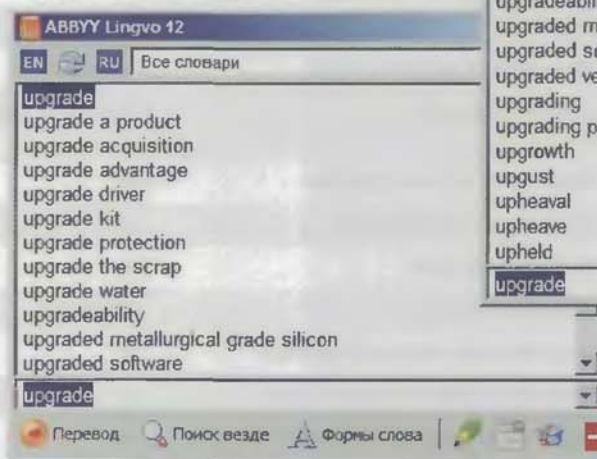 ABBYY Lingvo 12
EN RU Все словари
upgrade
upgrade a product
upgrade acquisition
upgrade advantage
upgrade driver
upgrade kit
upgrade protection
upgrade the scrap
upgrade water
upgradeability
upgraded metallurgical grade silicon
upgraded software
upgrade
Перевод Поиск везде Формы слова
upgraded
upgrading
upgrading
upgrowth
upgust
upheaval
upheave
upheld
upgrade